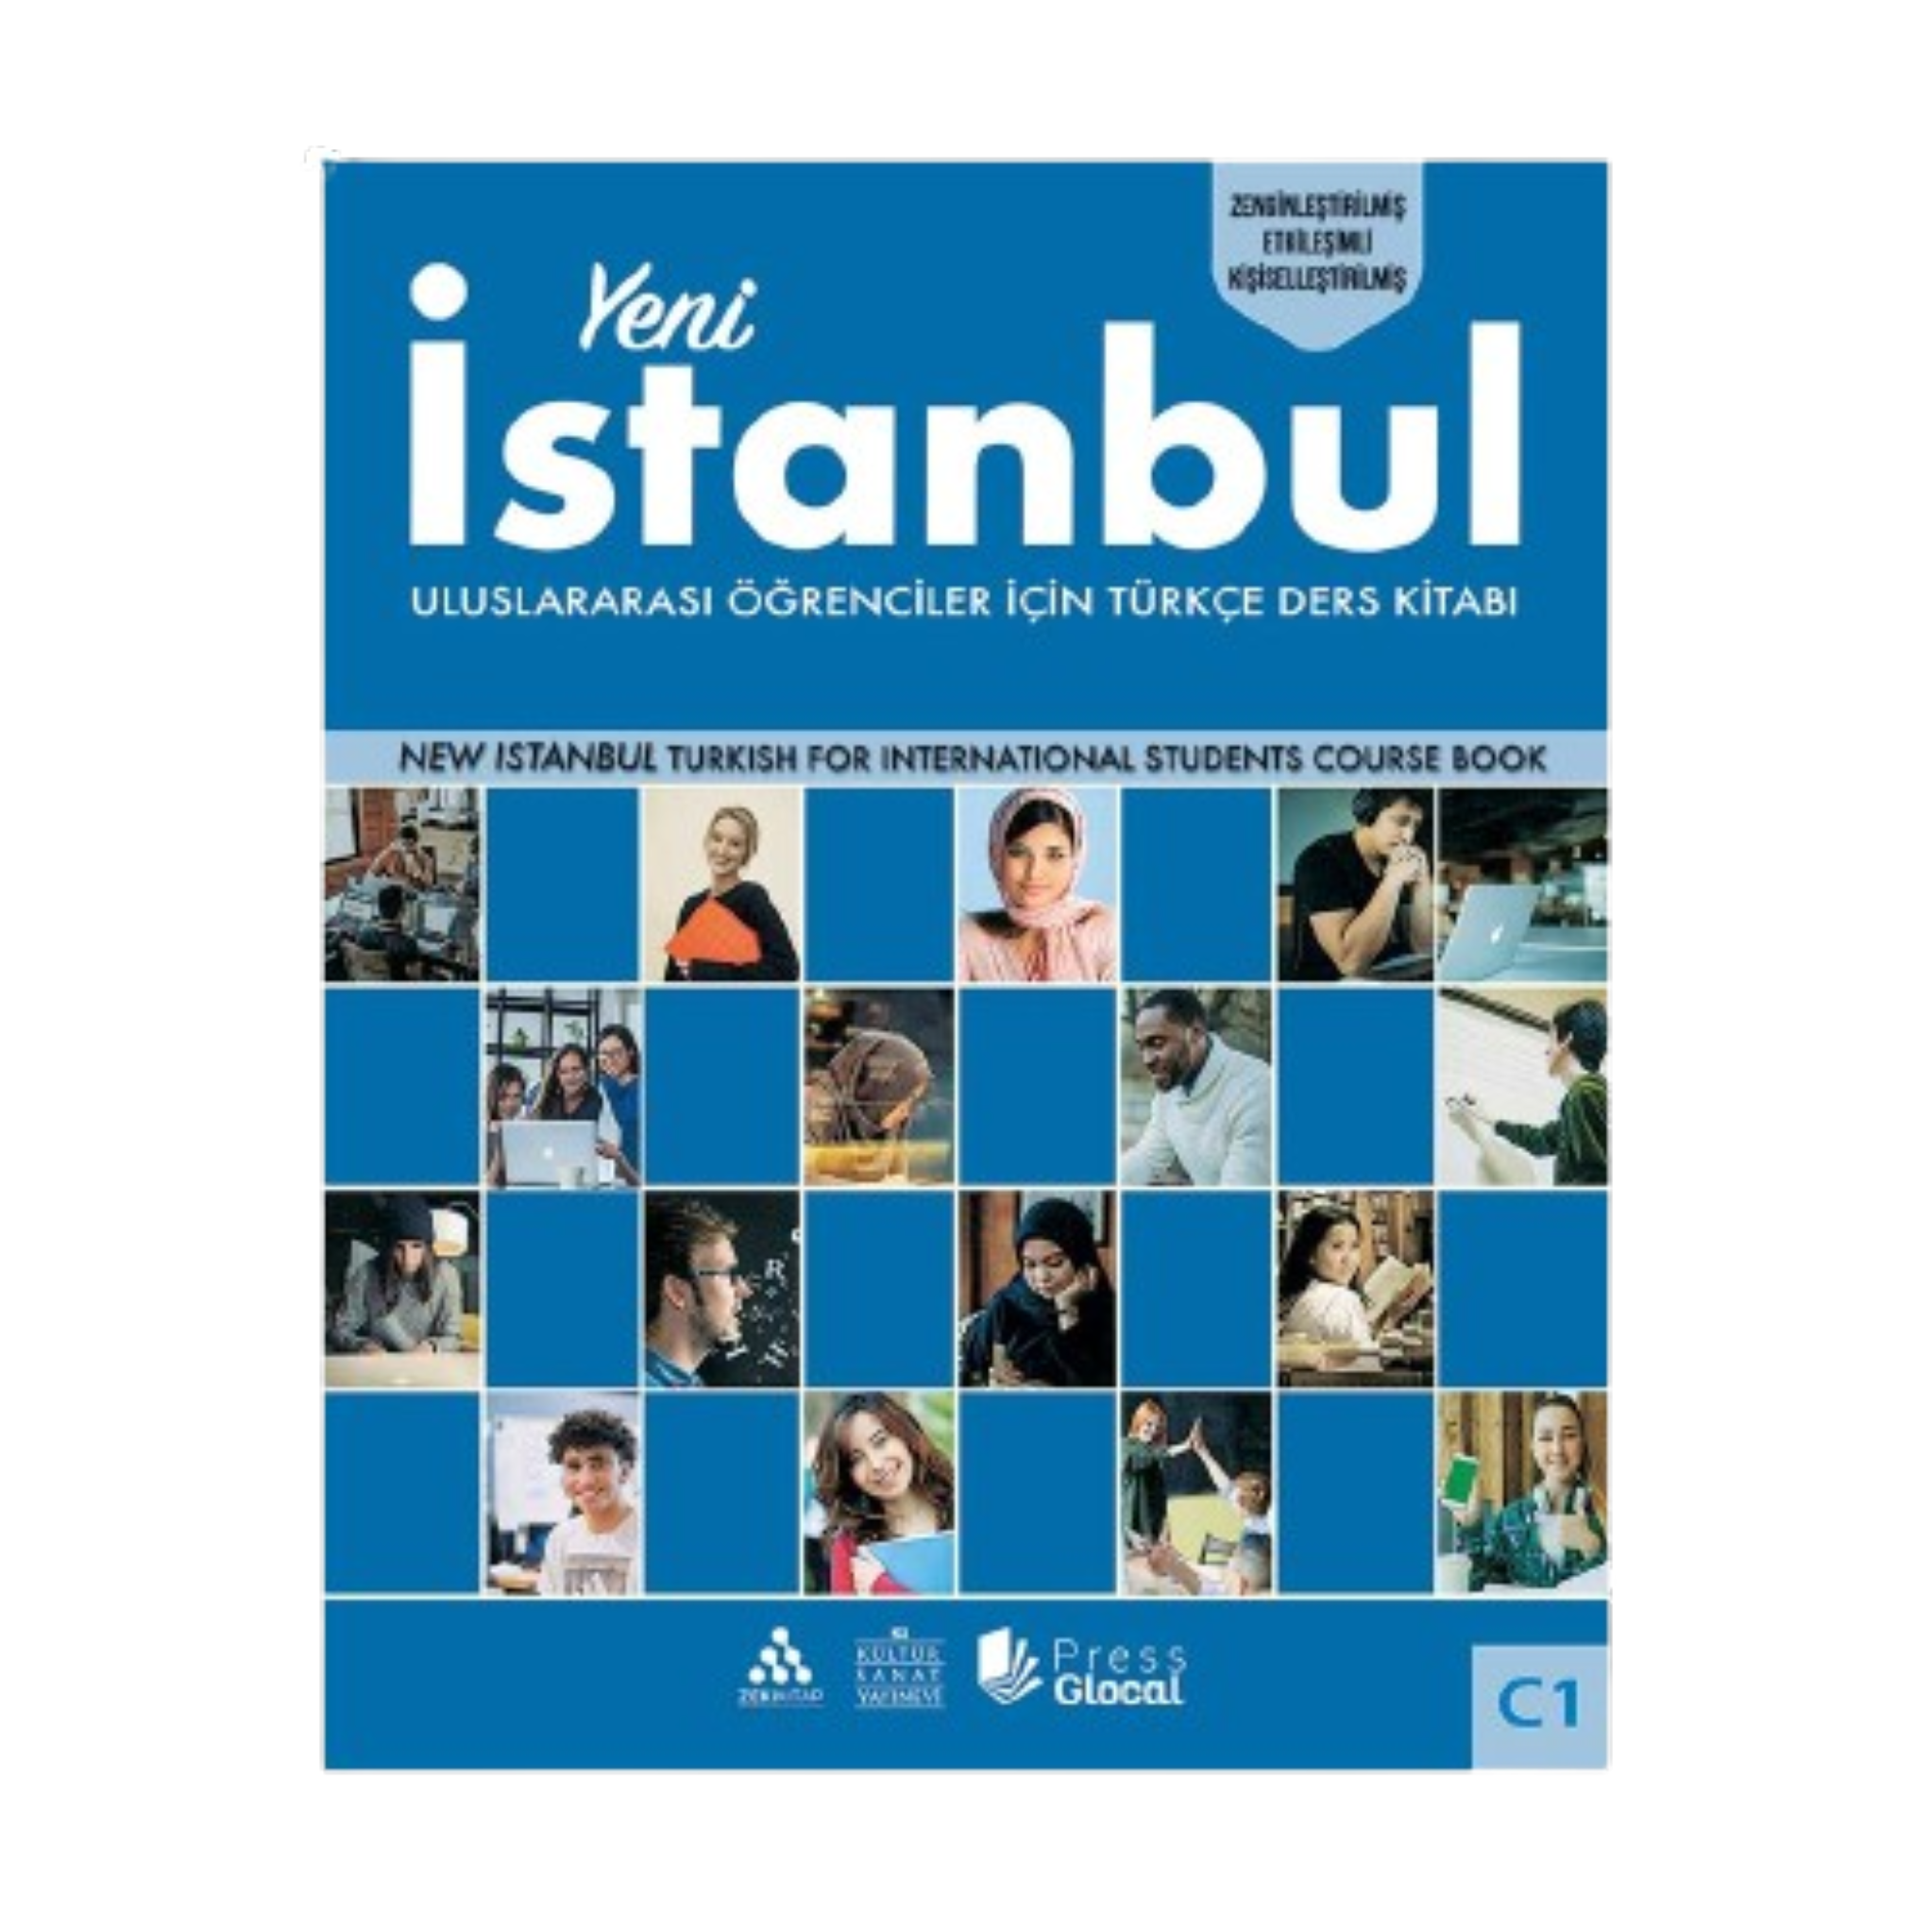 ZENGİNLEŞTİRİLMİŞ
ETKİLEŞİMLİ
KİŞİSELLEŞTİRİLMİŞ
Yeni
istanbul
ULUSLARARASI ÖĞRENCİLER İÇİN TÜRKÇE DERS KİTABI
NEW ISTANBUL TURKISH FOR INTERNATIONAL STUDENTS COURSE BOOK
KÜLTÜR
SANAT
YAYINEVİ
Press
Glocal
C1